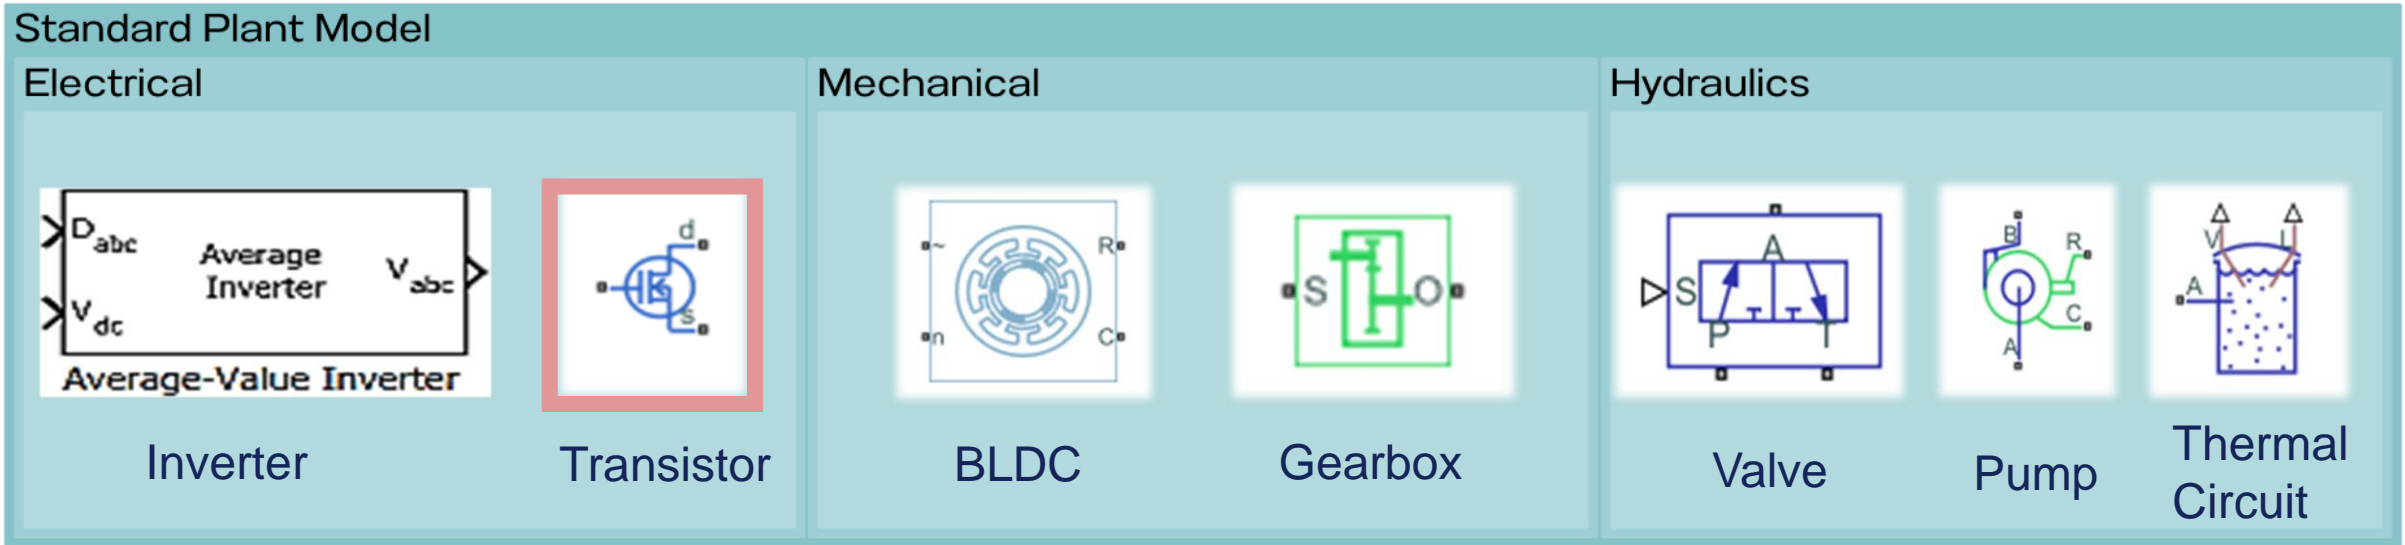 Standard Plant Model
Electrical
Mechanical
Hydraulics
D abc
Average
Inverter
V abc
V dc
Average-Value Inverter
d
s
~
R
n
C
S
O
A
S
P
T
B
R
C
A
V
L
A
Inverter
Transistor
BLDC
Gearbox
Valve
Pump
Thermal
Circuit